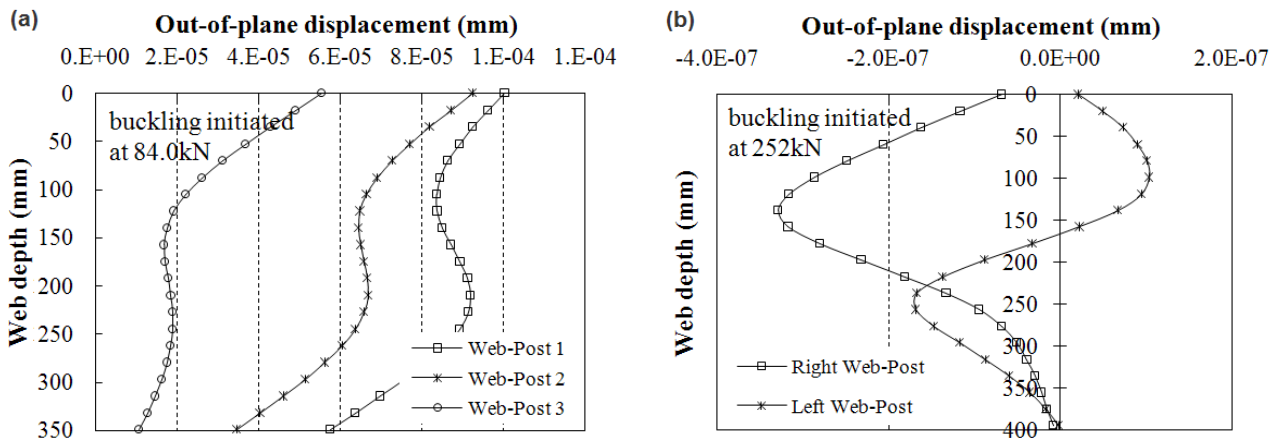 (a)
Out-of-plane displacement (mm)
0.E+00 2.E-05 4.E-05 6.E-05 8.E-05 1.E-04 1.E-04
0
50
100
150
200
250
300
350
Web depth (mm)
buckling initiated
at 84.0kN
Web-Post 1
Web-Post 2
Web-Post 3
(b)
Out-of-plane displacement (mm)
-4.0E-07 -2.0E-07 0.0E+00 2.0E-07
0
50
100
150
200
250
300
350
400
Web depth (mm)
buckling initiated
at 252kN
Right Web-Post
Left Web-Post